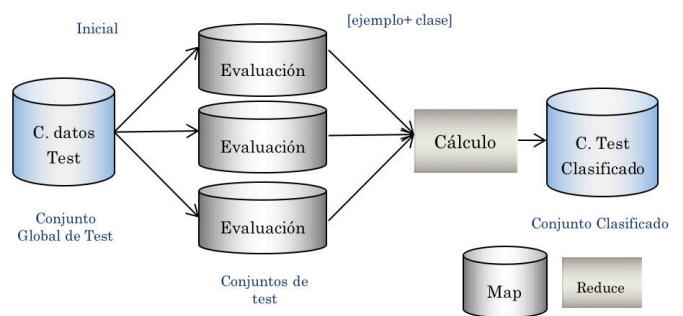 Inicial
[ejemplo+ clase]
Evaluación
C. datos
Test
Evaluación
Cálculo
C. Test
Clasificado
Evaluación
Conjunto
Global de Test
Conjunto Clasificado
Conjuntos de
test
Map
Reduce